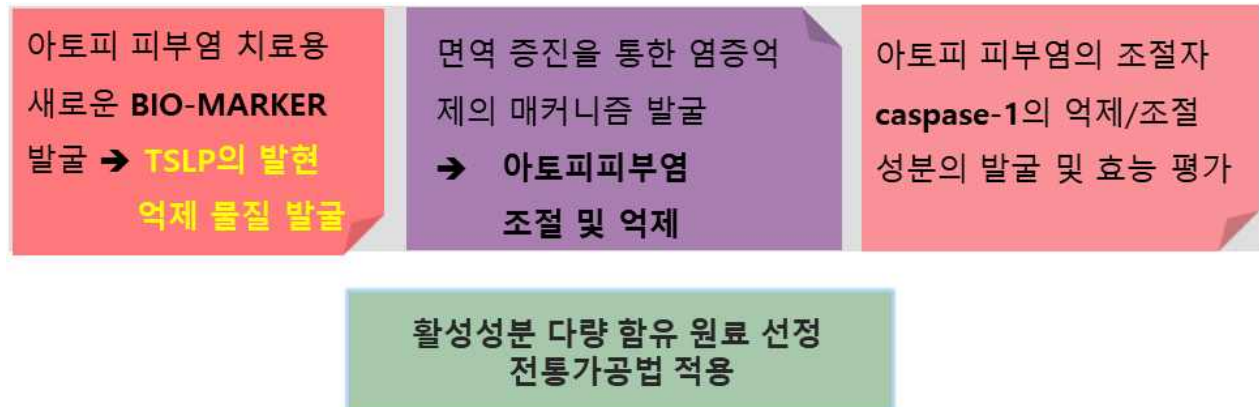 아토피 피부염 치료용
새로운 BIO-MARKER
발굴 ➔ TSLP의 발현
억제 물질 발굴
면역 증진을 통한 염증억
제의 매커니즘 발굴
➔ 아토피피부염
조절 및 억제
아토피 피부염의 조절자
caspase-1의 억제/조절
성분의 발굴 및 효능 평가
활성성분 다량 함유 원료 선정
전통가공법 적용